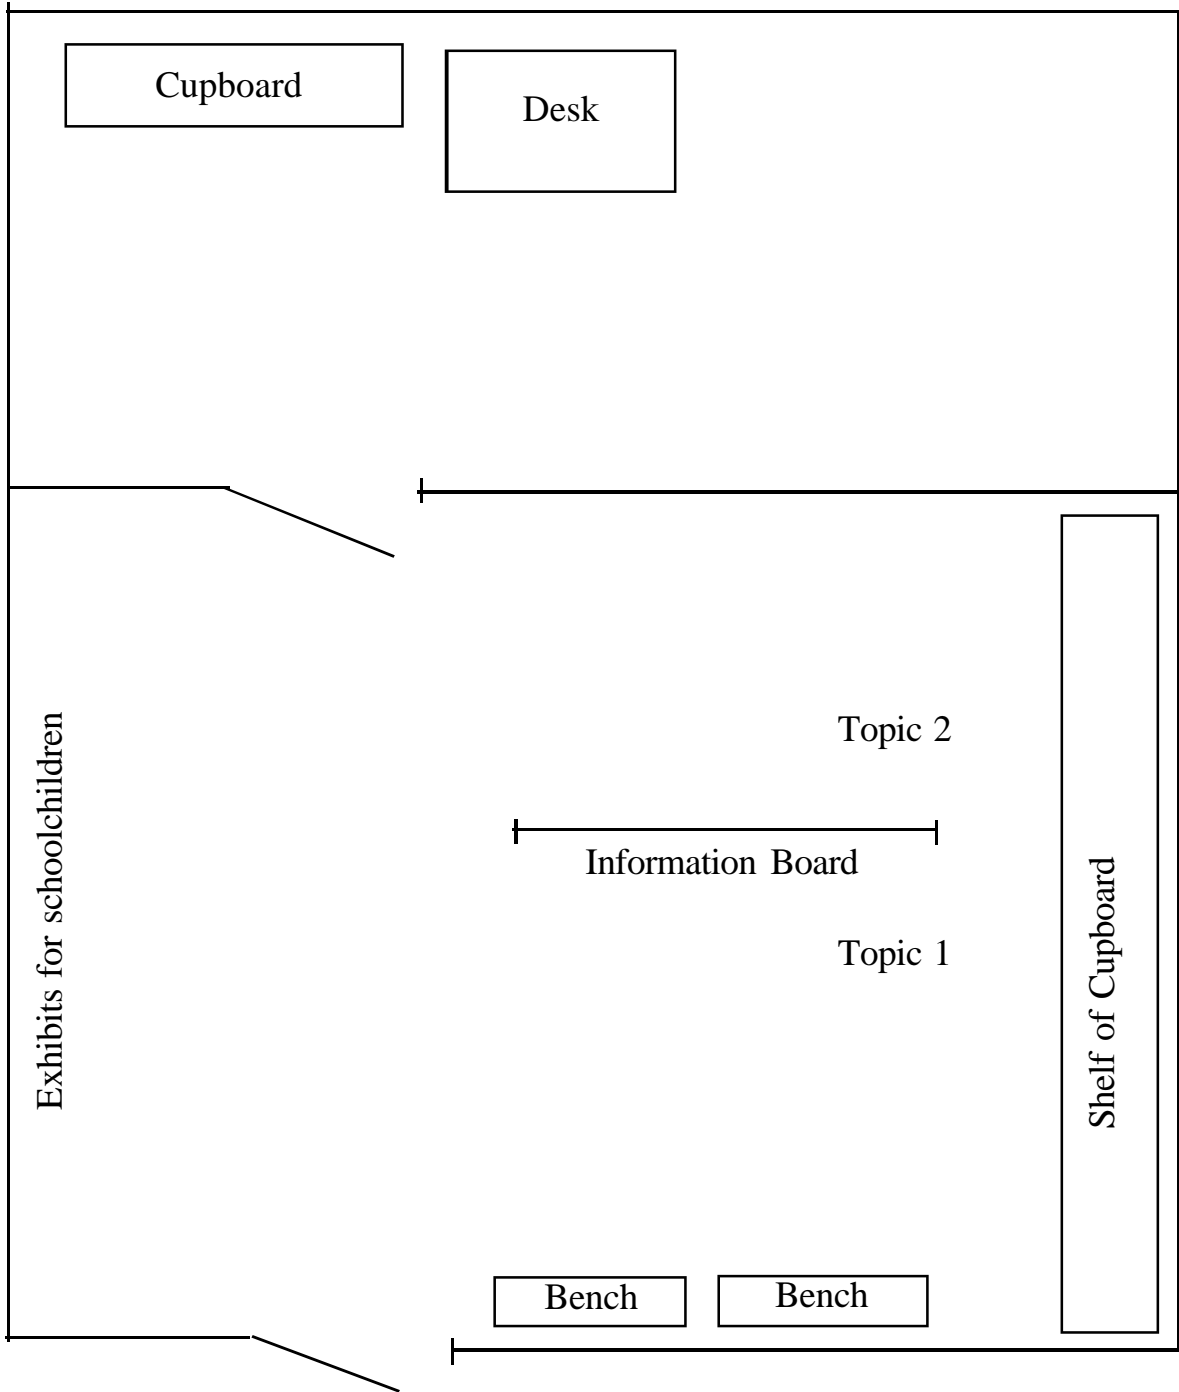 Cupboard
Desk
Exhibits for schoolchildren
Topic 2
Information Board
Topic 1
Shelf of Cupboard
Bench
Bench